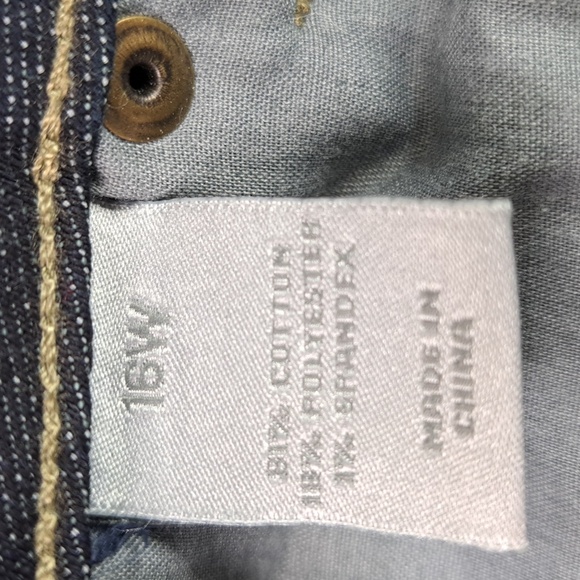 16W
81% COTTON
18% POLYESTER
1% SPANDEX
MADE IN
CHINA